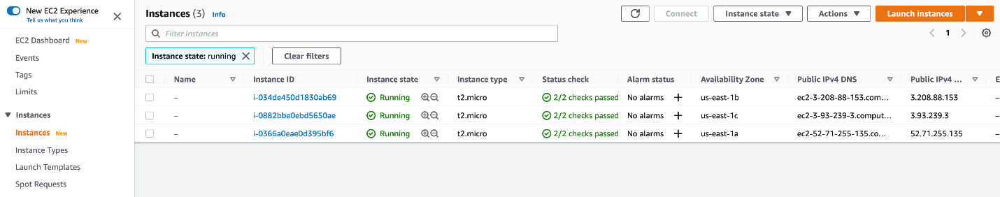 New EC2 Experience
Tell us what you think
EC2 Dashboard New
Events
Tags
Limits
Instances
Instances New
Instance Types
Launch Templates
Spot Requests
Instances (3) Info
Connect Instance state Actions Launch instances
Filter instances
1
Instance state: running Clear filters
Name Instance ID Instance state Instance type Status check Alarm status Availability Zone Public IPv4 DNS Public IPv4 ... E
– i-034de450d1830ab69 Running t2.micro 2/2 checks passed No alarms + us-east-1b ec2-3-208-88-153.com... 3.208.88.153 –
– i-0882bbe0ebd5650ae Running t2.micro 2/2 checks passed No alarms + us-east-1c ec2-3-93-239-3.comput... 3.93.239.3 –
– i-0366a0eae0d395bf6 Running t2.micro 2/2 checks passed No alarms + us-east-1a ec2-52-71-255-135.co... 52.71.255.135 –